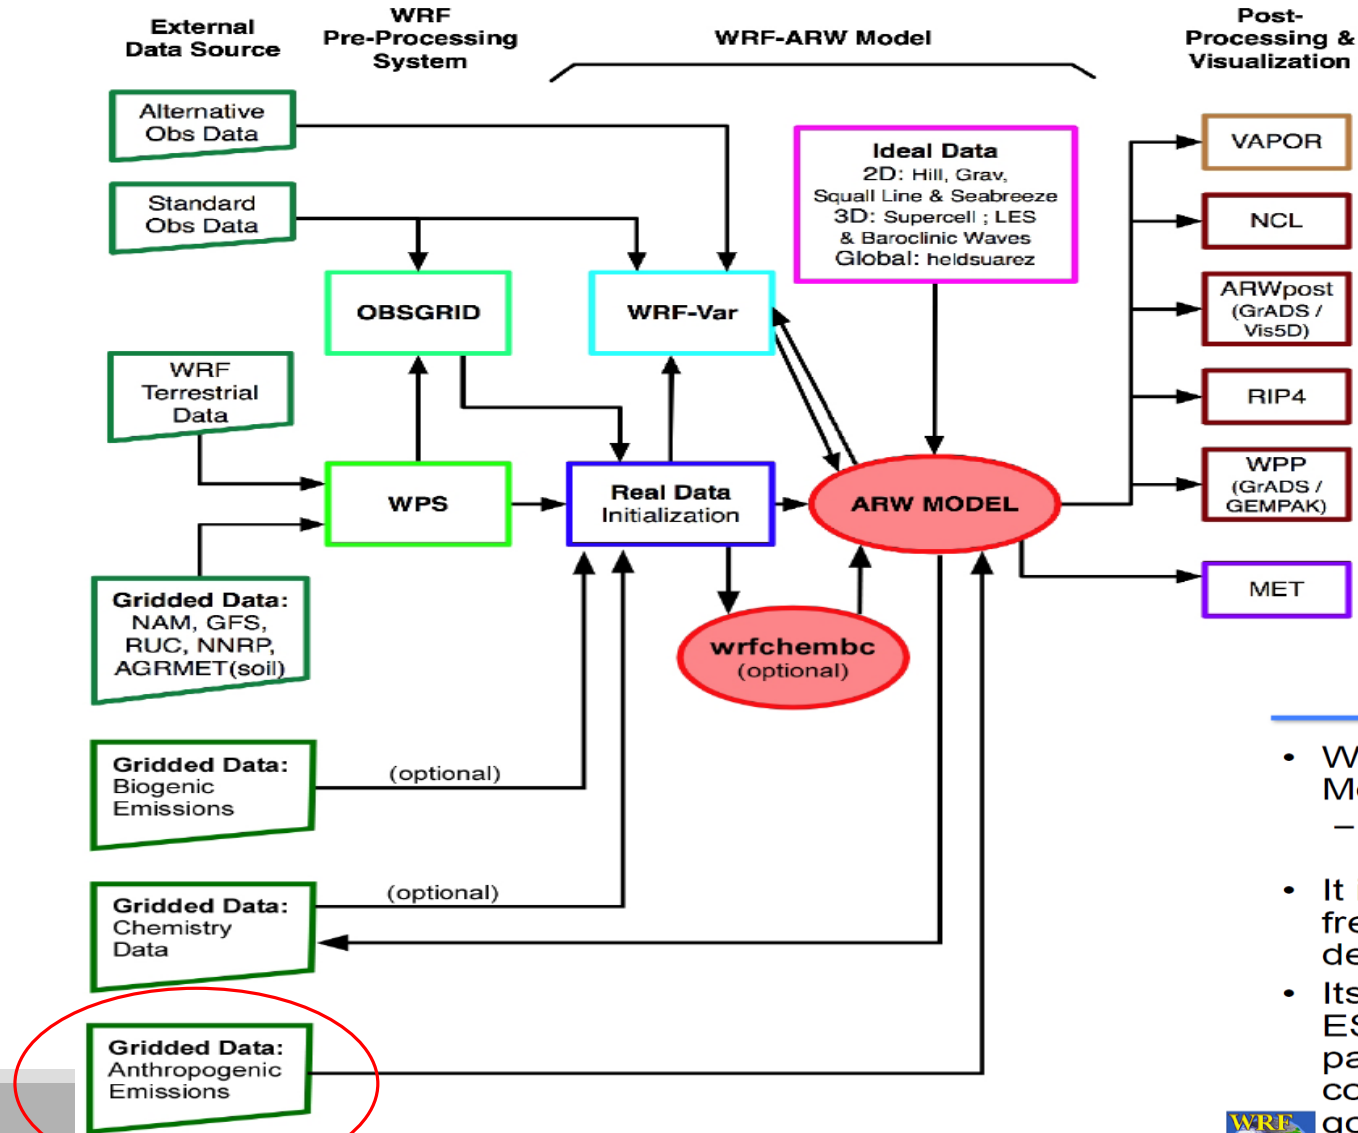 External
Data Source
WRF
Pre-Processing
System
WRF-ARW Model
Post-
Processing &
Visualization
Alternative
Obs Data
Standard
Obs Data
OBSGRID
WRF-Var
Ideal Data
2D: Hill, Grav,
Squall Line & Seabreeze
3D: Supercell ; LES
& Baroclinic Waves
Global: heldsuarez
VAPOR
NCL
ARWpost
(GrADS /
Vis5D)
RIP4
WPP
(GrADS /
GEMPAK)
MET
WRF
Terrestrial
Data
WPS
Real Data
Initialization
ARW MODEL
wrfchembc
(optional)
Gridded Data:
NAM, GFS,
RUC, NNRP,
AGRMET(soil)
Gridded Data:
Biogenic
Emissions
(optional)
Gridded Data:
Chemistry
Data
(optional)
Gridded Data:
Anthropogenic
Emissions
• It
• Its
WRF